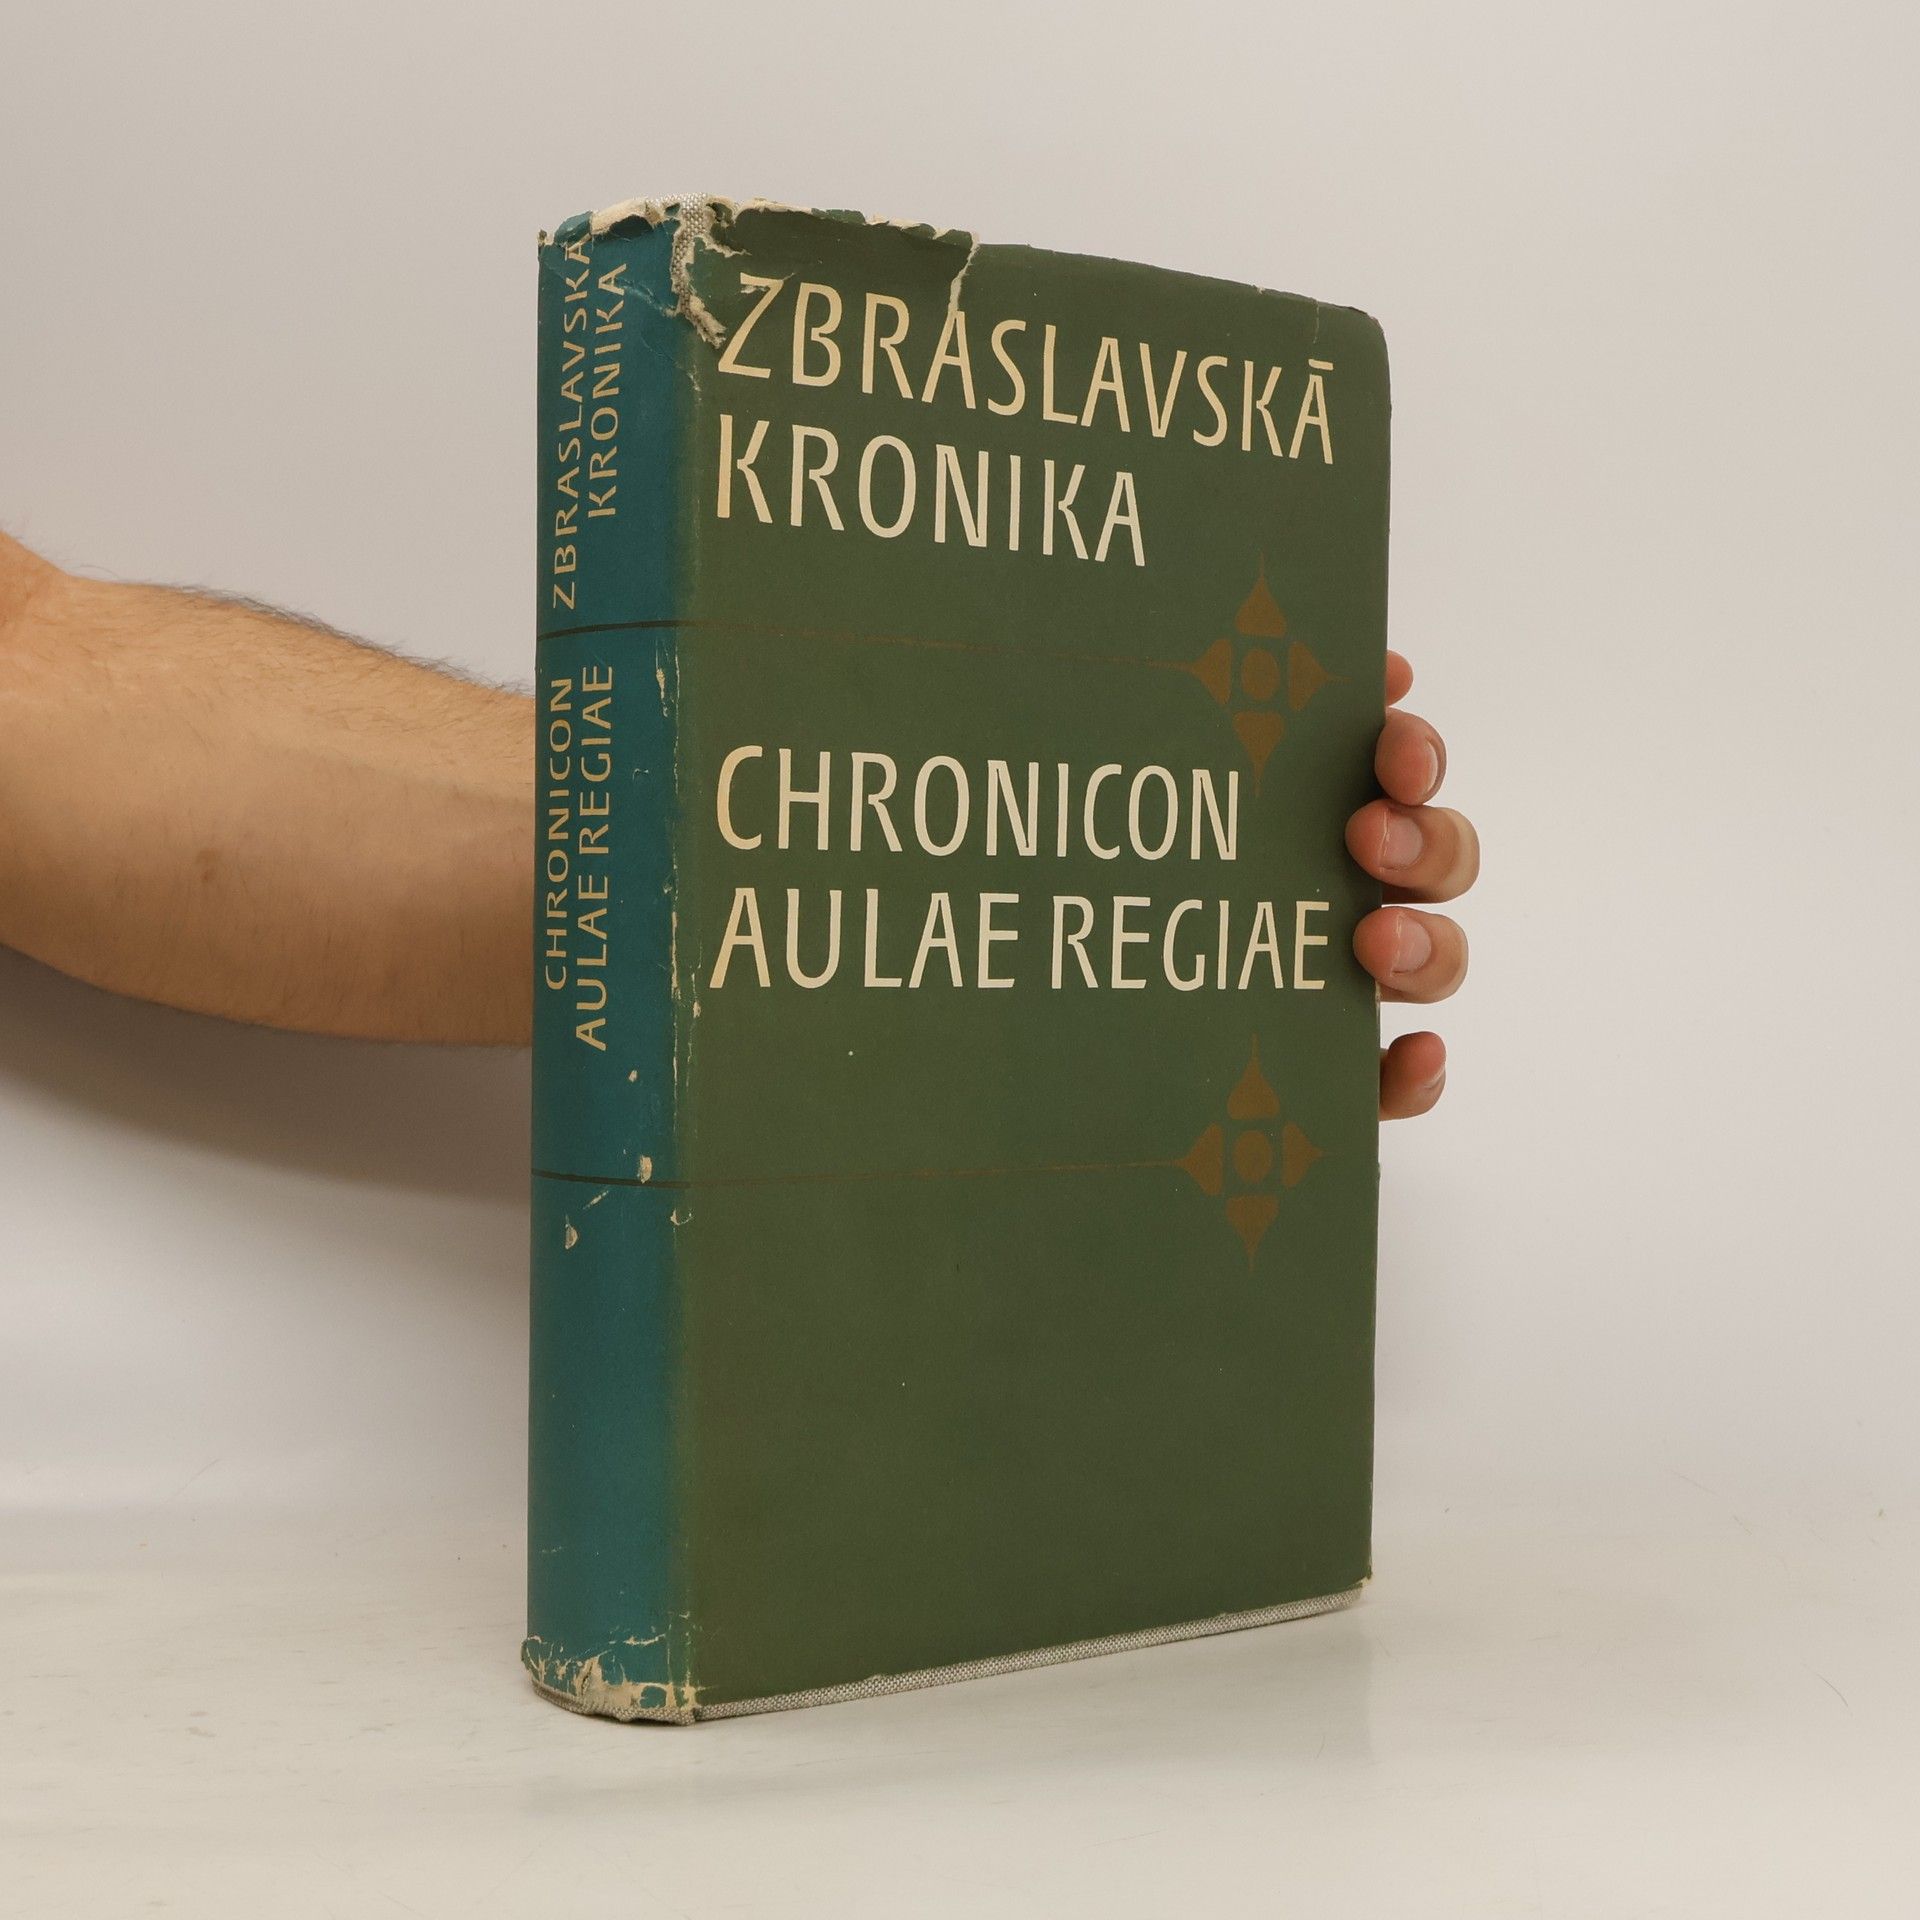 ZBRASLAVSKÁ
KRONIKA
CHRONICON
AULAE REGIAE
ZBRASLAVSKÁ
KRONIKA
CHRONICON
AULAE REGIAE